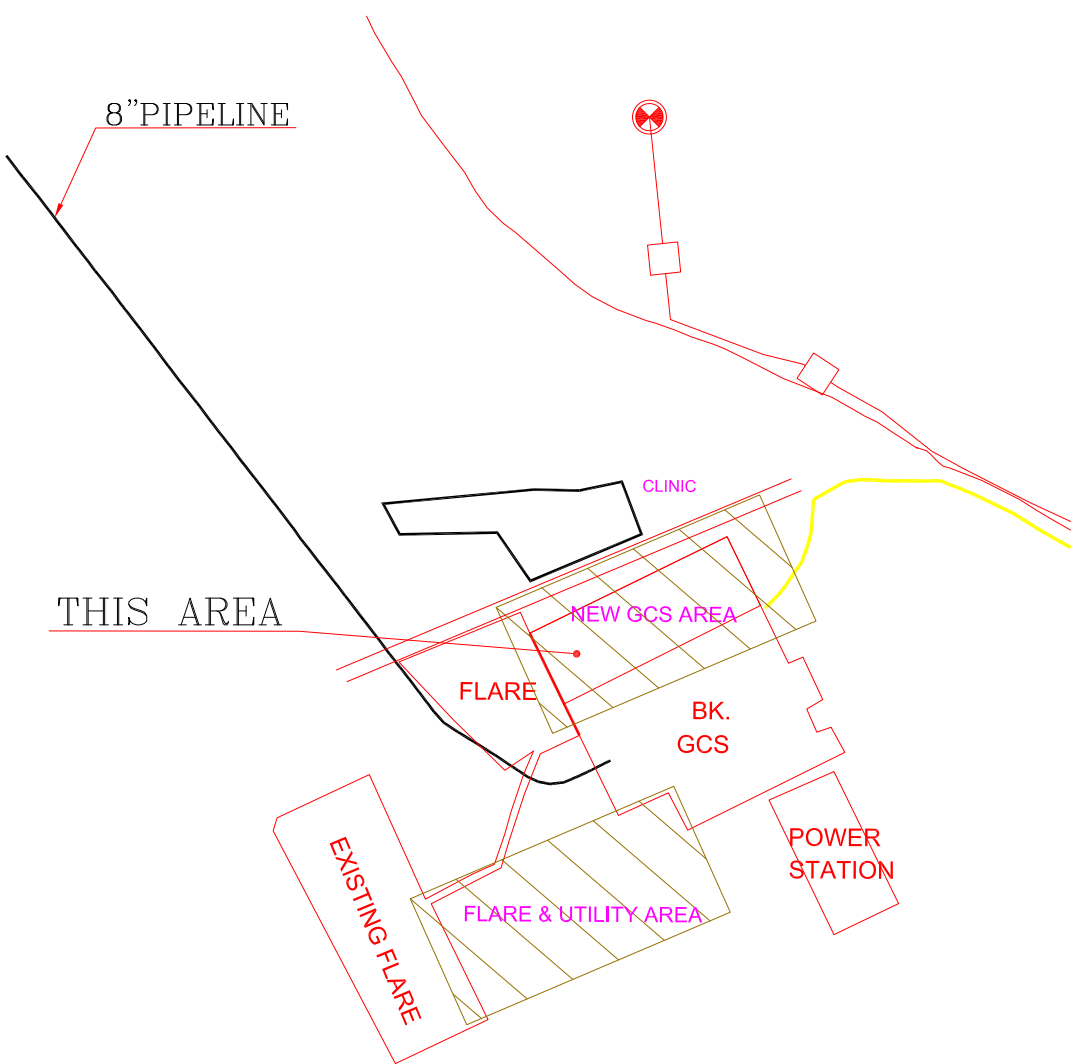 8”PIPELINE
CLINIC
THIS AREA
NEW GCS AREA
FLARE
BK.
GCS
POWER
STATION
EXISTING FLARE
FLARE & UTILITY AREA